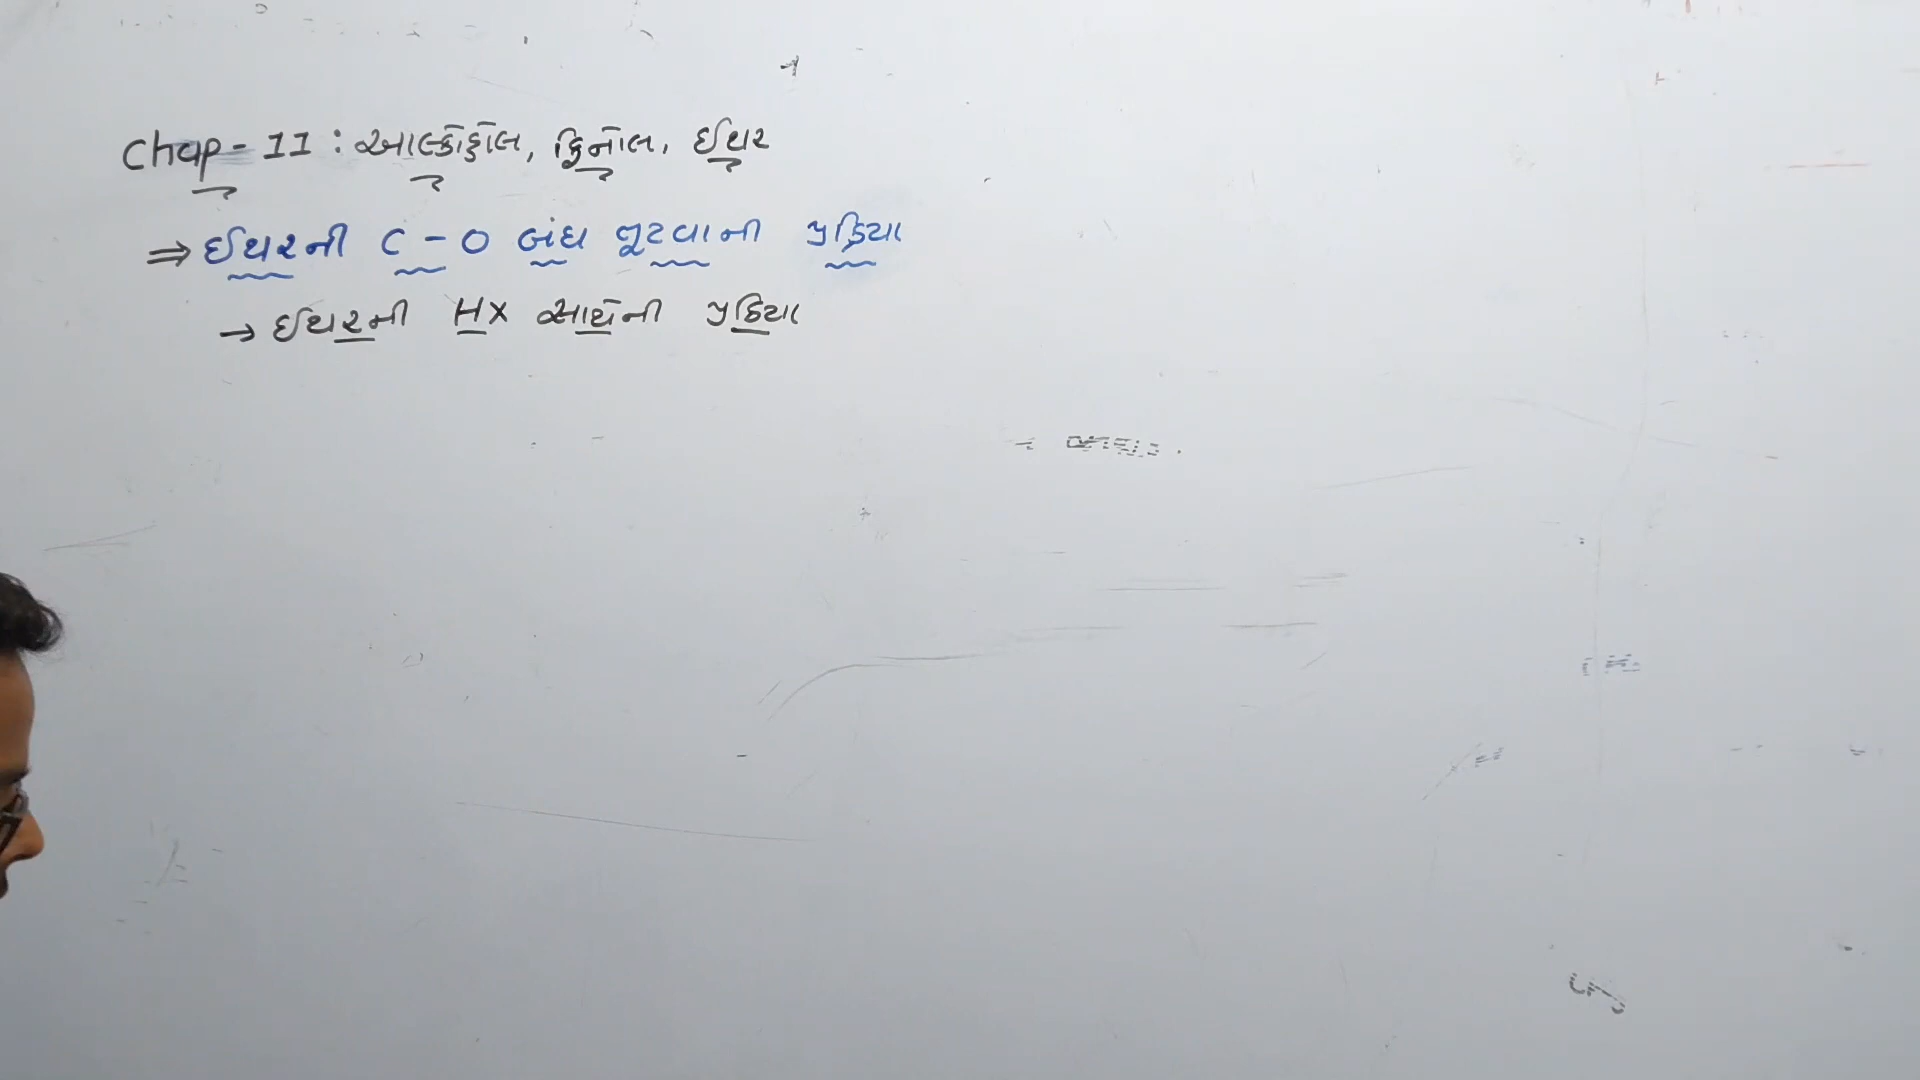 Chap-11 : આલ્કોહોલ, ફિનોલ, ઈથર
⇒ ઈથરની C-O બંધ તૂટવાની પ્રક્રિયા
→ ઈથરની HX સાથેની પ્રક્રિયા